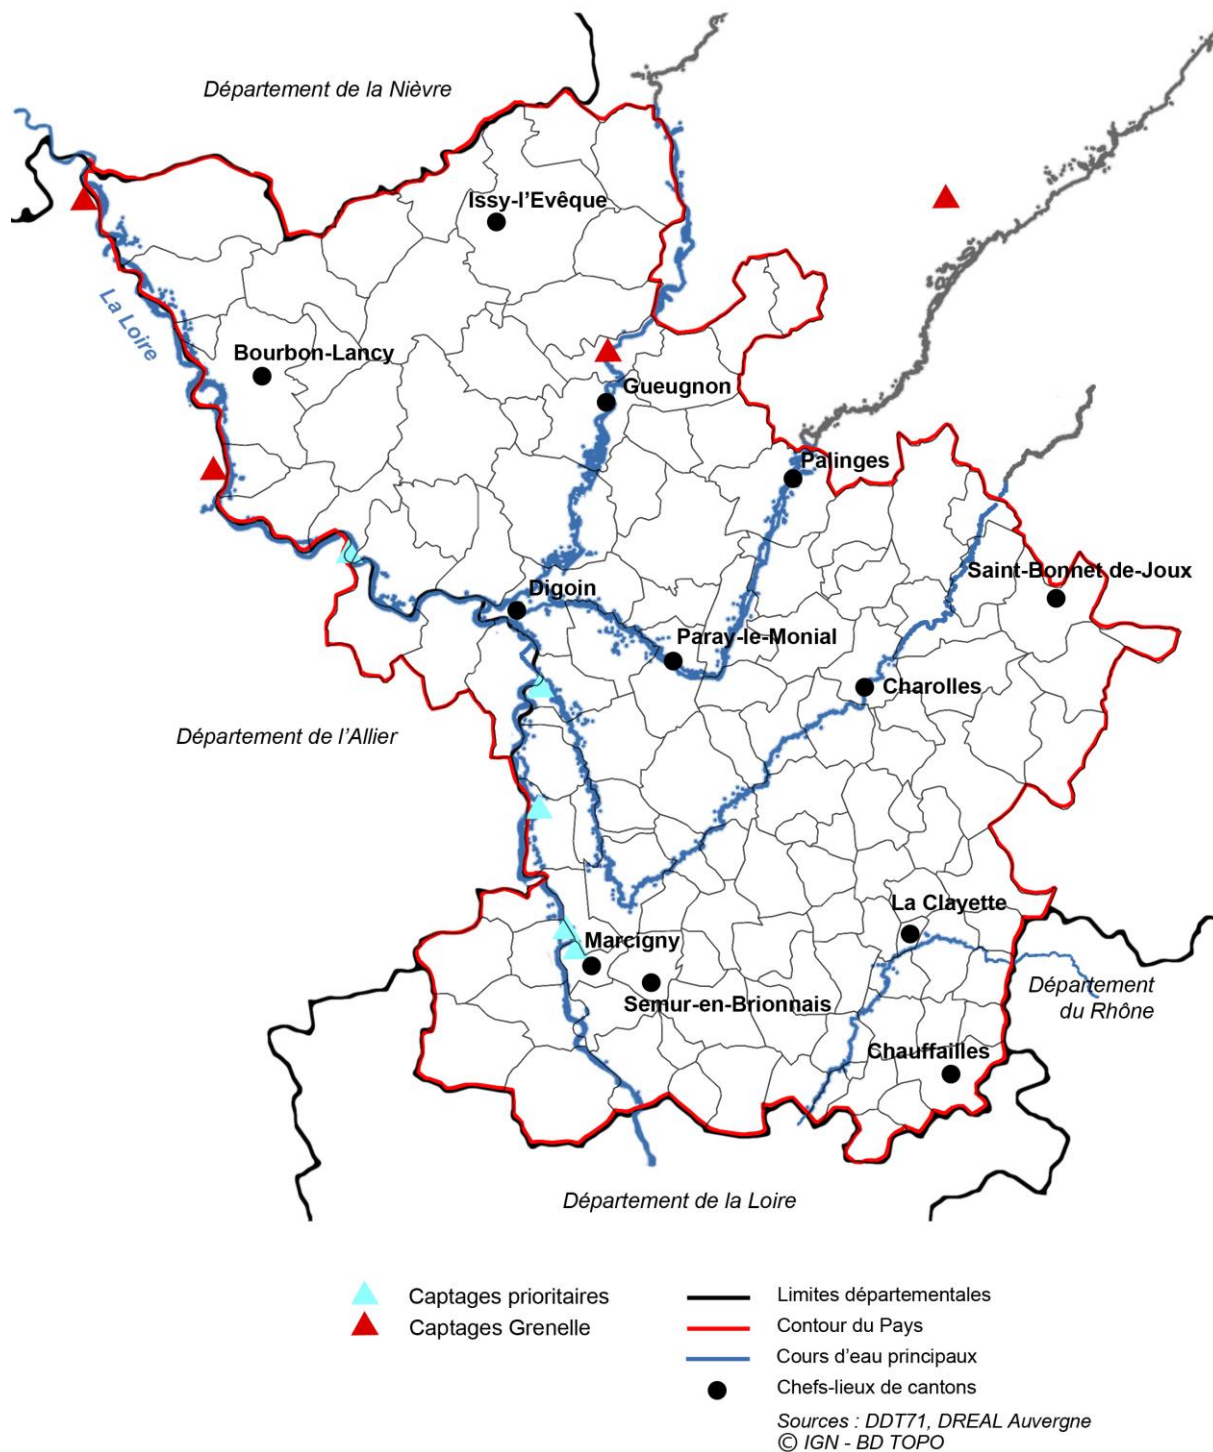 Département de la Nièvre
Issy-l'Evêque
La Loire
Bourbon-Lancy
Gueugnon
Palinges
Saint-Bonnet de-Joux
Digoin
Paray-le-Monial
Charolles
Département de l'Allier
La Clayette
Marcigny
Département
du Rhône
Semur-en-Brionnais
Chauffailles
Département de la Loire
Captages prioritaires
Captages Grenelle
Limites départementales
Contour du Pays
Cours d'eau principaux
Chefs-lieux de cantons
Sources : DDT71, DREAL Auvergne
© IGN - BD TOPO